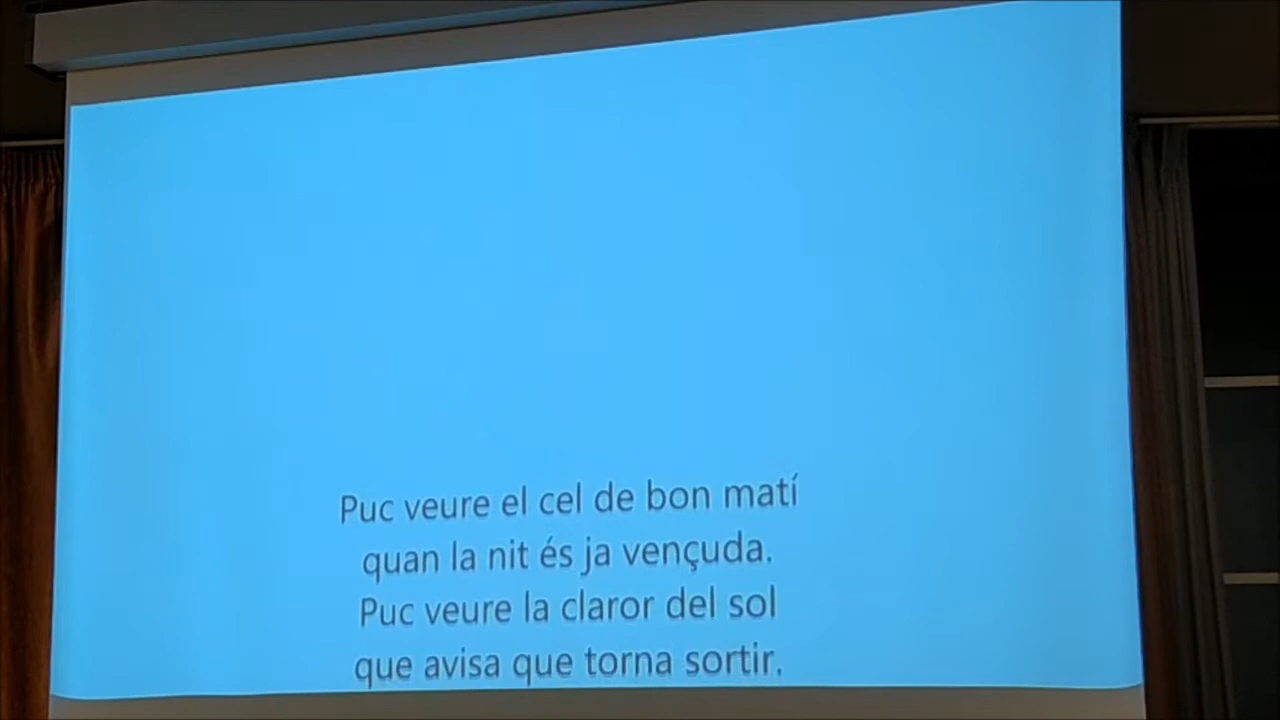 Puc veure el cel de bon matí
quan la nit és ja vençuda.
Puc veure la claror del sol
que avisa que torna sortir.